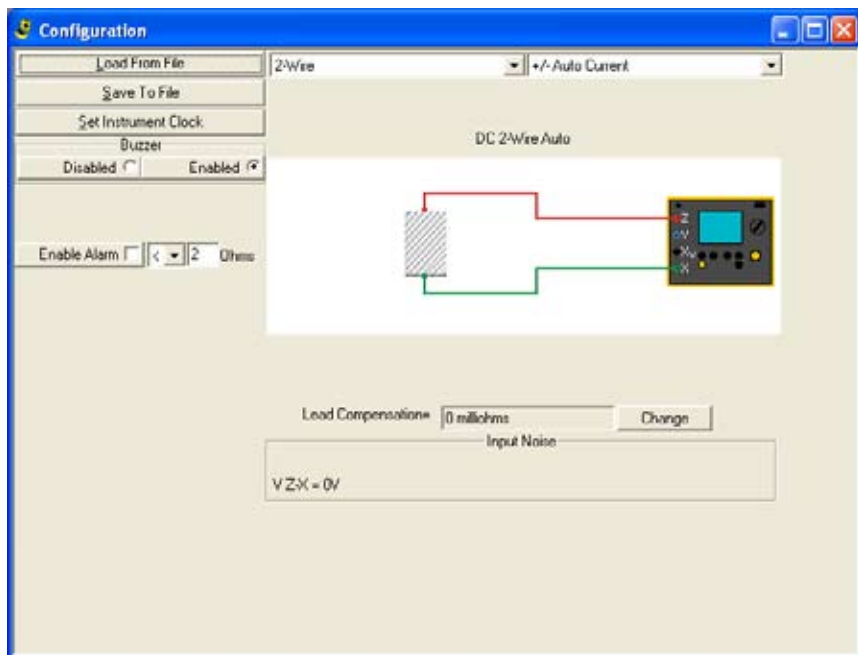 Configuration
Load From File
2-Wire
+/- Auto Current
Save To File
Set Instrument Clock
Buzzer
Disabled Enabled
DC 2-Wire Auto
Z
V
Xv
X
Enable Alarm < 2 Ohms
Lead Compensation= 0 milliohms Change
Input Noise
V Z-X = 0V